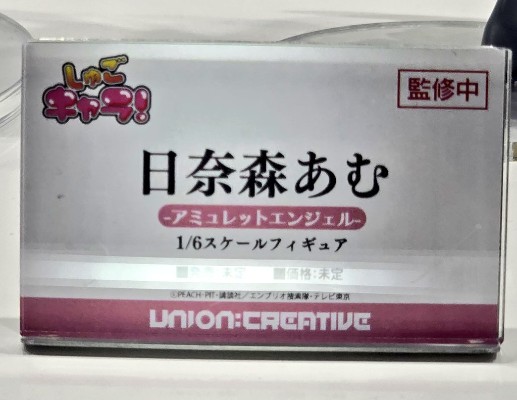 しゅご
キャラ!
監修中
日奈森あむ
-アミュレットエンジェル-
1/6スケールフィギュア
未定 ■価格:未定
©PEACH-PIT・講談社/エンブリオ捜索隊・テレビ東京
UNION:CREATIVE